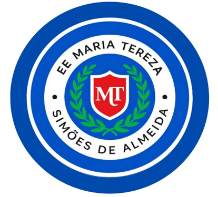 EE MARIA TEREZA
MT
SIMÕES DE ALMEIDA